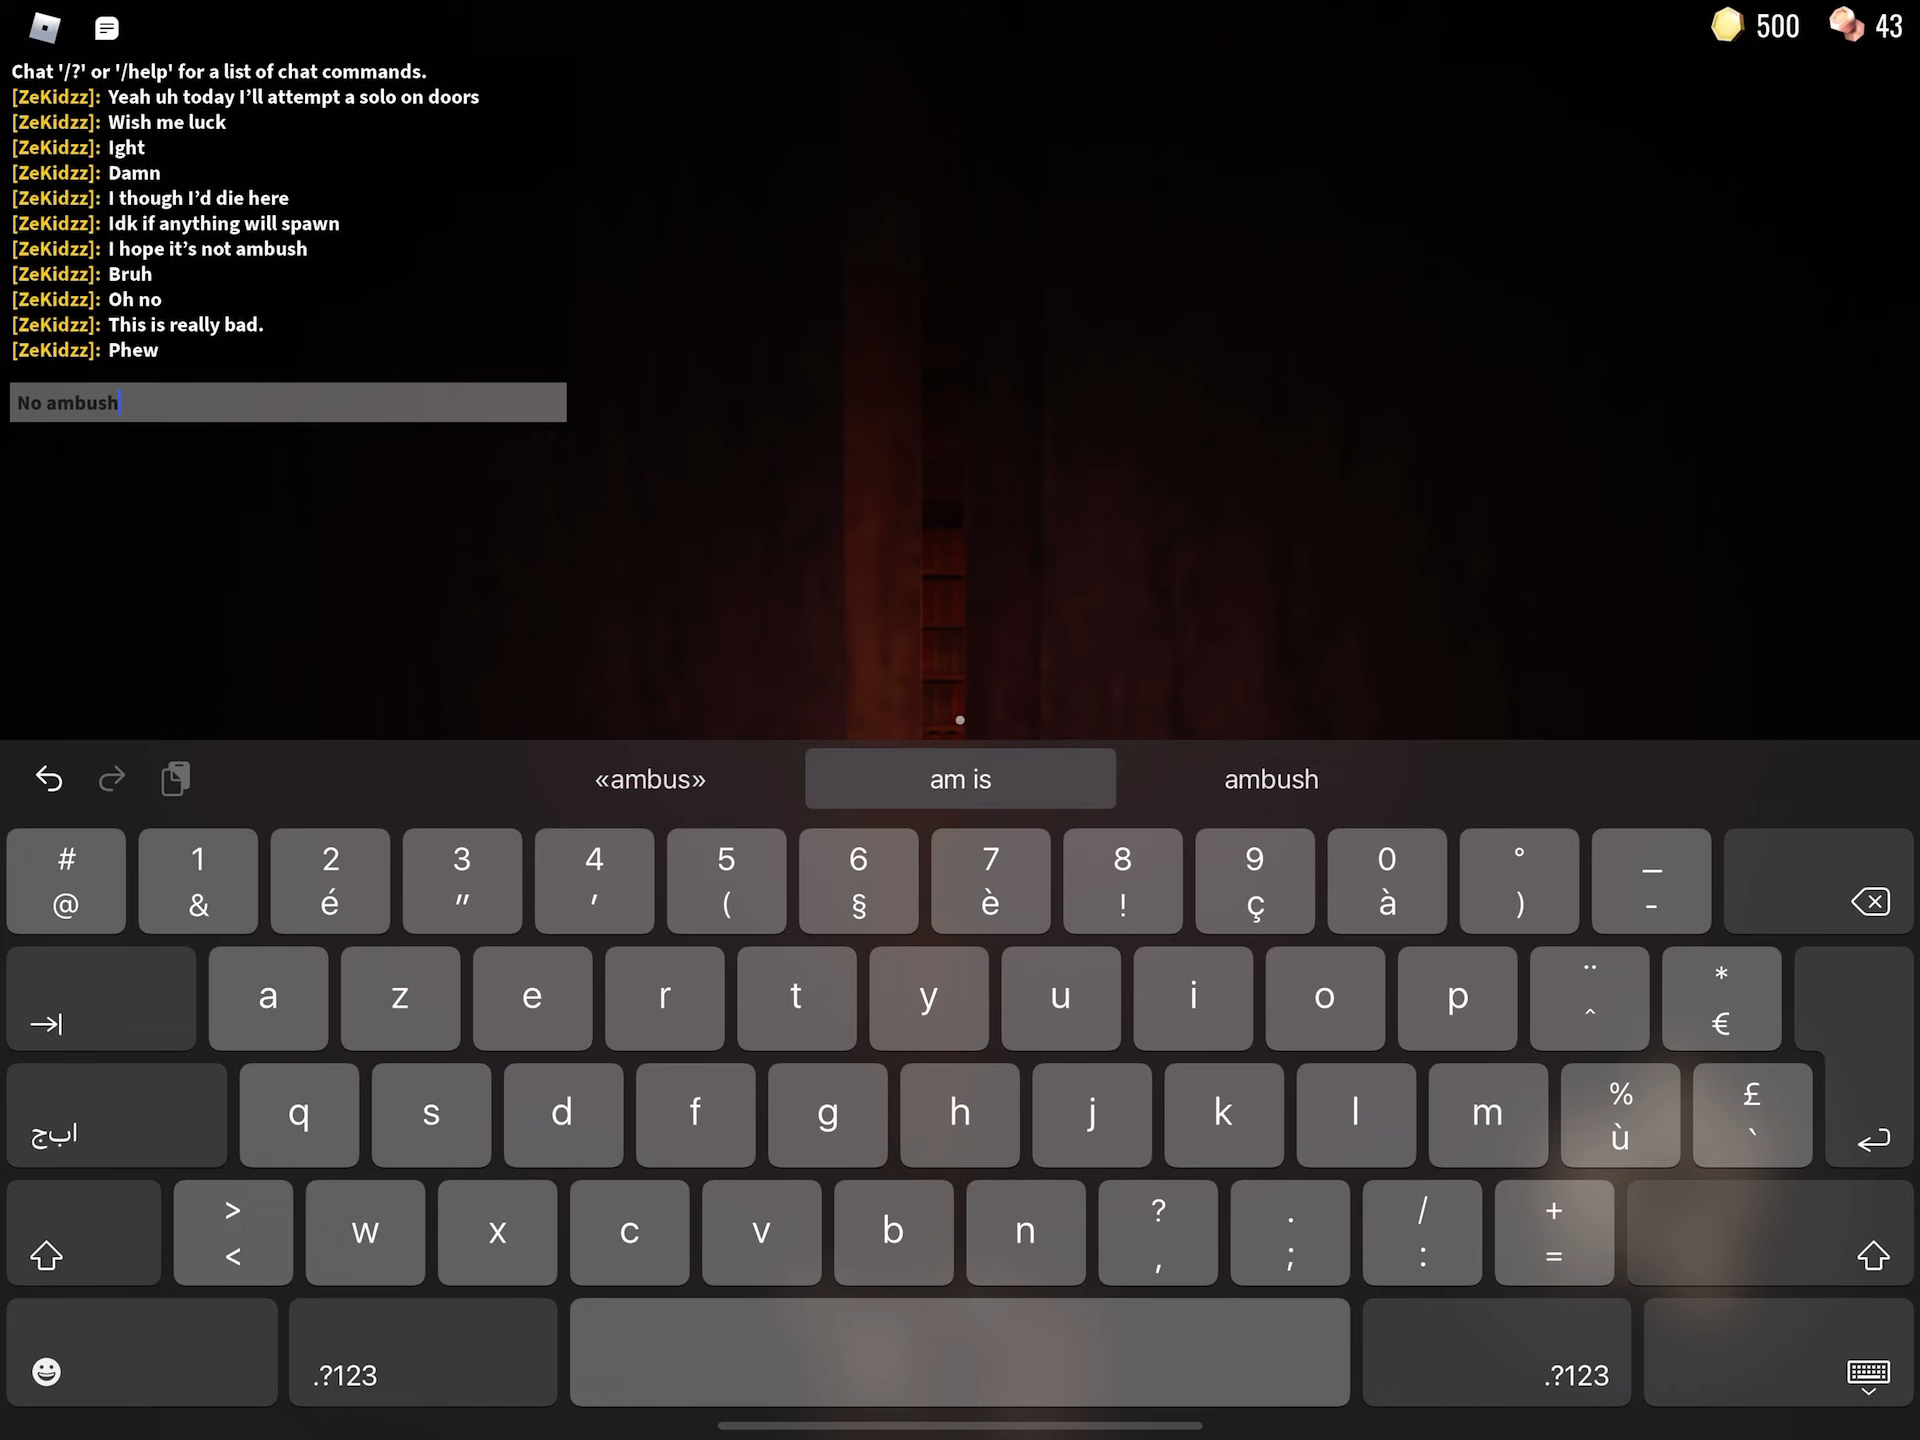 500 43
Chat '/?' or '/help' for a list of chat commands.
[ZeKidzz]: Yeah uh today I’ll attempt a solo on doors
[ZeKidzz]: Wish me luck
[ZeKidzz]: Ight
[ZeKidzz]: Damn
[ZeKidzz]: I though I’d die here
[ZeKidzz]: Idk if anything will spawn
[ZeKidzz]: I hope it’s not ambush
[ZeKidzz]: Bruh
[ZeKidzz]: Oh no
[ZeKidzz]: This is really bad.
[ZeKidzz]: Phew
No ambush
«ambus» am is ambush
# 1 2 3 4 5 6 7 8 9 0 ° _
@ & é " ' ( § è ! ç à ) -
a z e r t y u i o p ¨ *
^ €
ابج q s d f g h j k l m % £
ù `
> w x c v b n ? . / +
< , ; : =
.?123 .?123